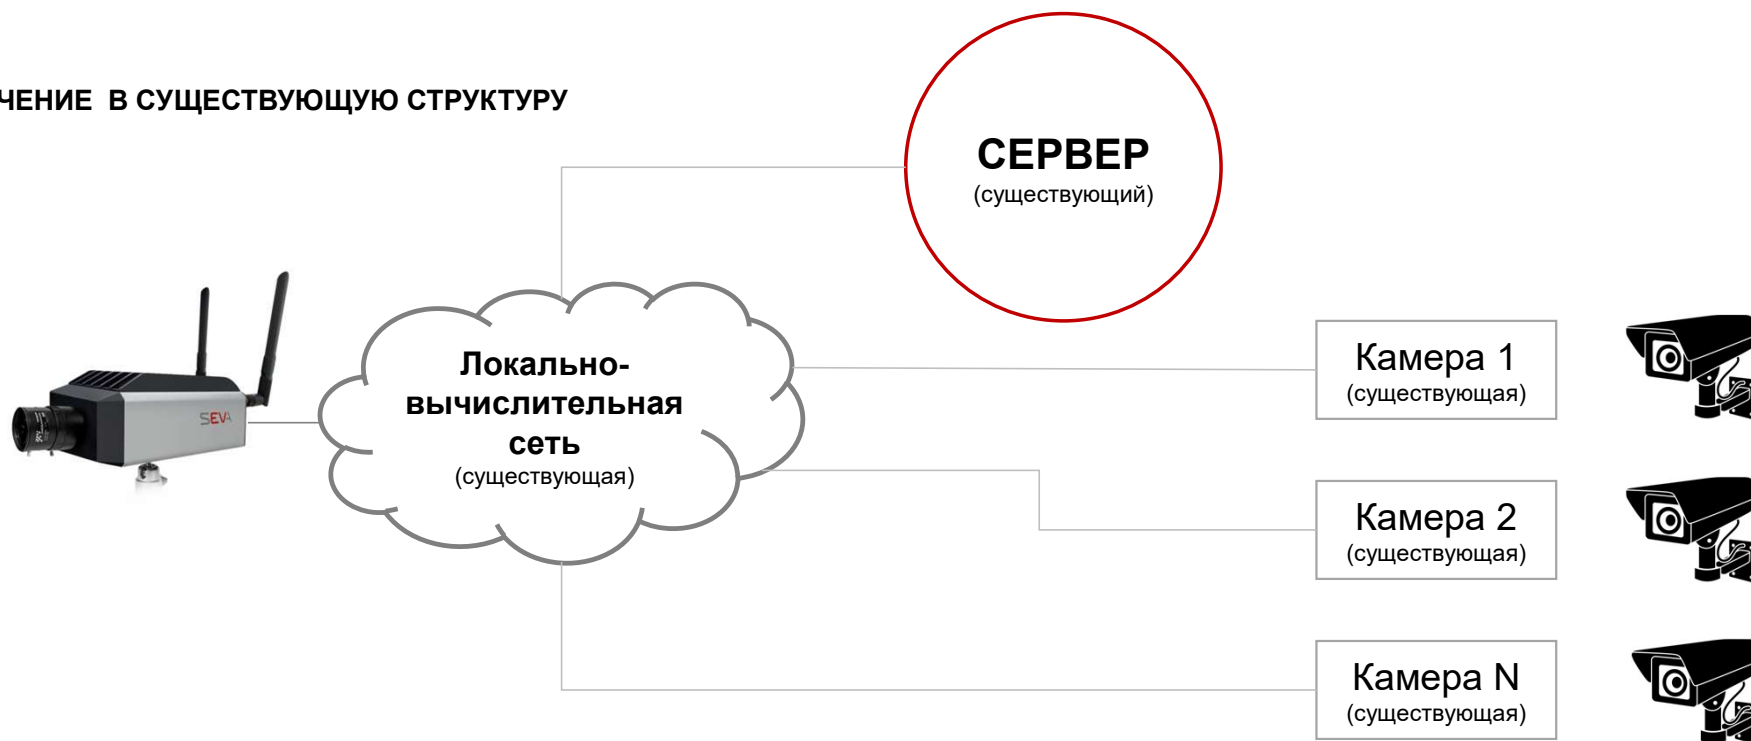 ЧЕНИЕ В СУЩЕСТВУЮЩУЮ СТРУКТУРУ
СЕРВЕР
(существующий)
SEVA
Локально-
вычислительная
сеть
(существующая)
Камера 1
(существующая)
Камера 2
(существующая)
Камера N
(существующая)